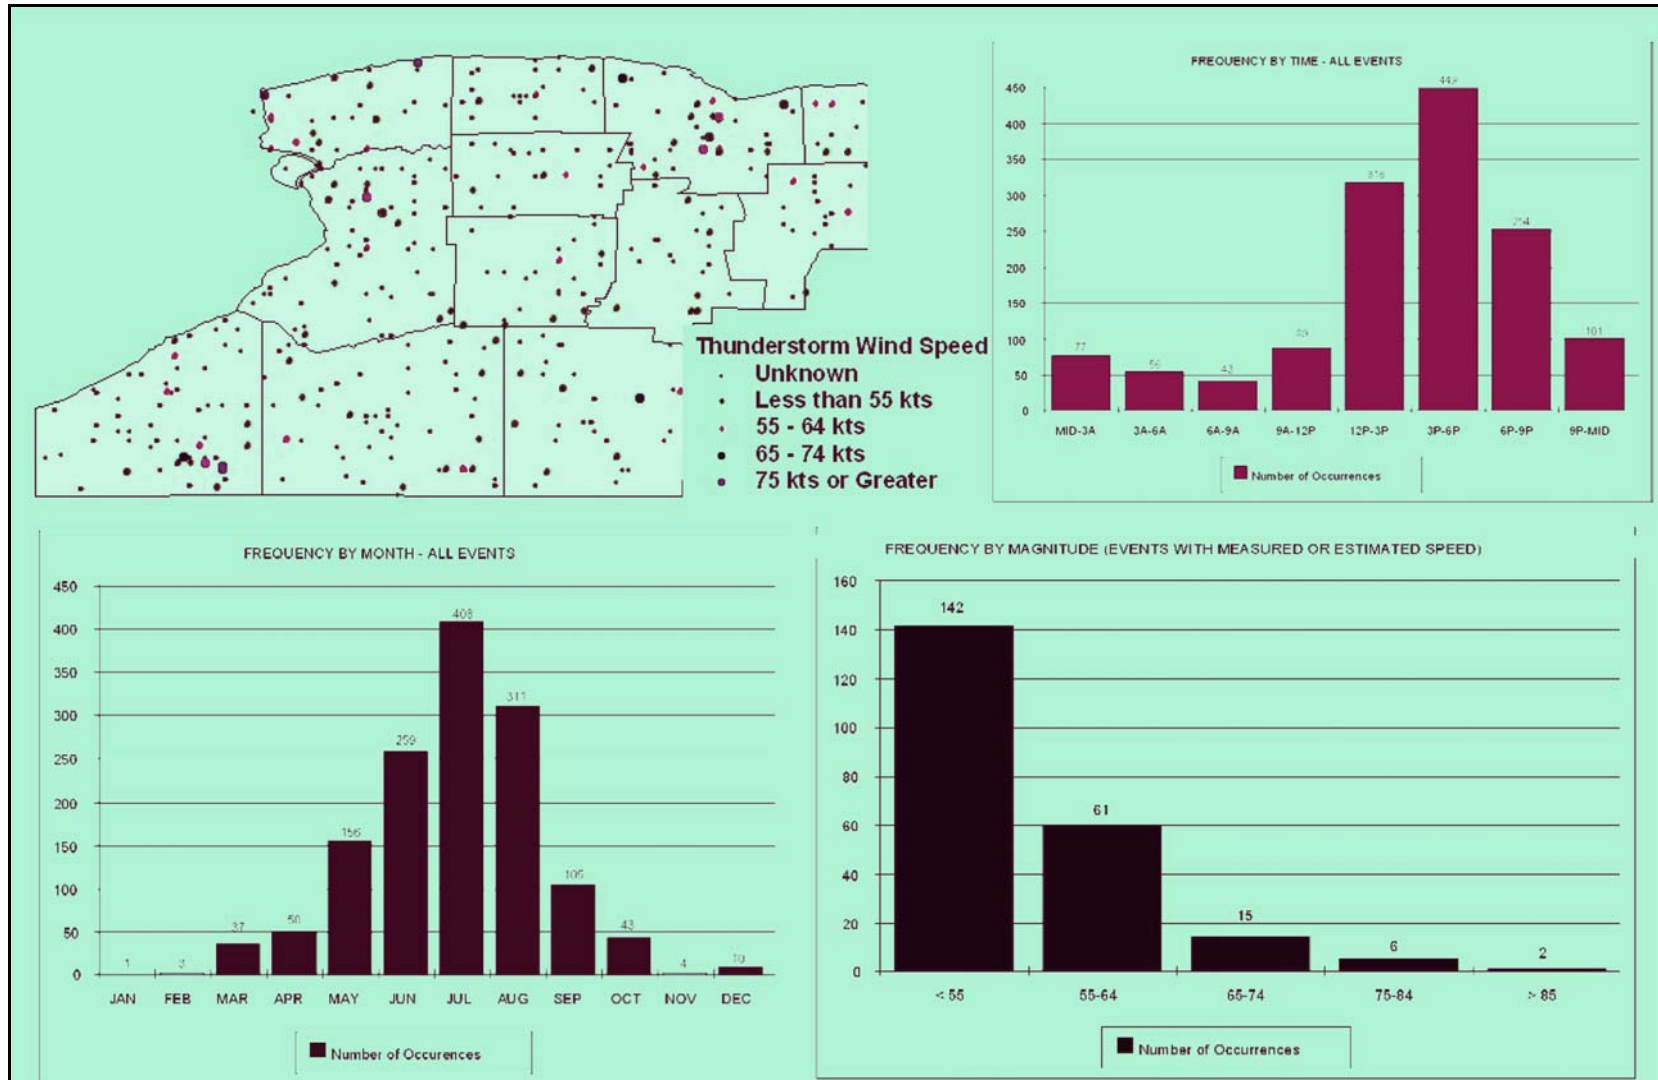 Thunderstorm Wind Speed
Unknown
Less than 55 kts
55 - 64 kts
65 - 74 kts
75 kts or Greater
FREQUENCY BY TIME - ALL EVENTS
450
400
350
300
250
200
150
100
50
0
77
56
42
318
449
254
101
MID-3A 3A-6A 6A-9A 9A-12P 12P-3P 3P-6P 6P-9P 9P-MID
Number of Occurrences
FREQUENCY BY MONTH - ALL EVENTS
450
400
350
300
250
200
150
100
50
0
1 3 37 50 156 259 408 311 105 43 4 10
JAN FEB MAR APR MAY JUN JUL AUG SEP OCT NOV DEC
Number of Occurences
FREQUENCY BY MAGNITUDE (EVENTS WITH MEASURED OR ESTIMATED SPEED)
160
140
120
100
80
60
40
20
0
142
61
15
6
2
< 55 55-64 65-74 75-84 > 85
Number of Occurrences